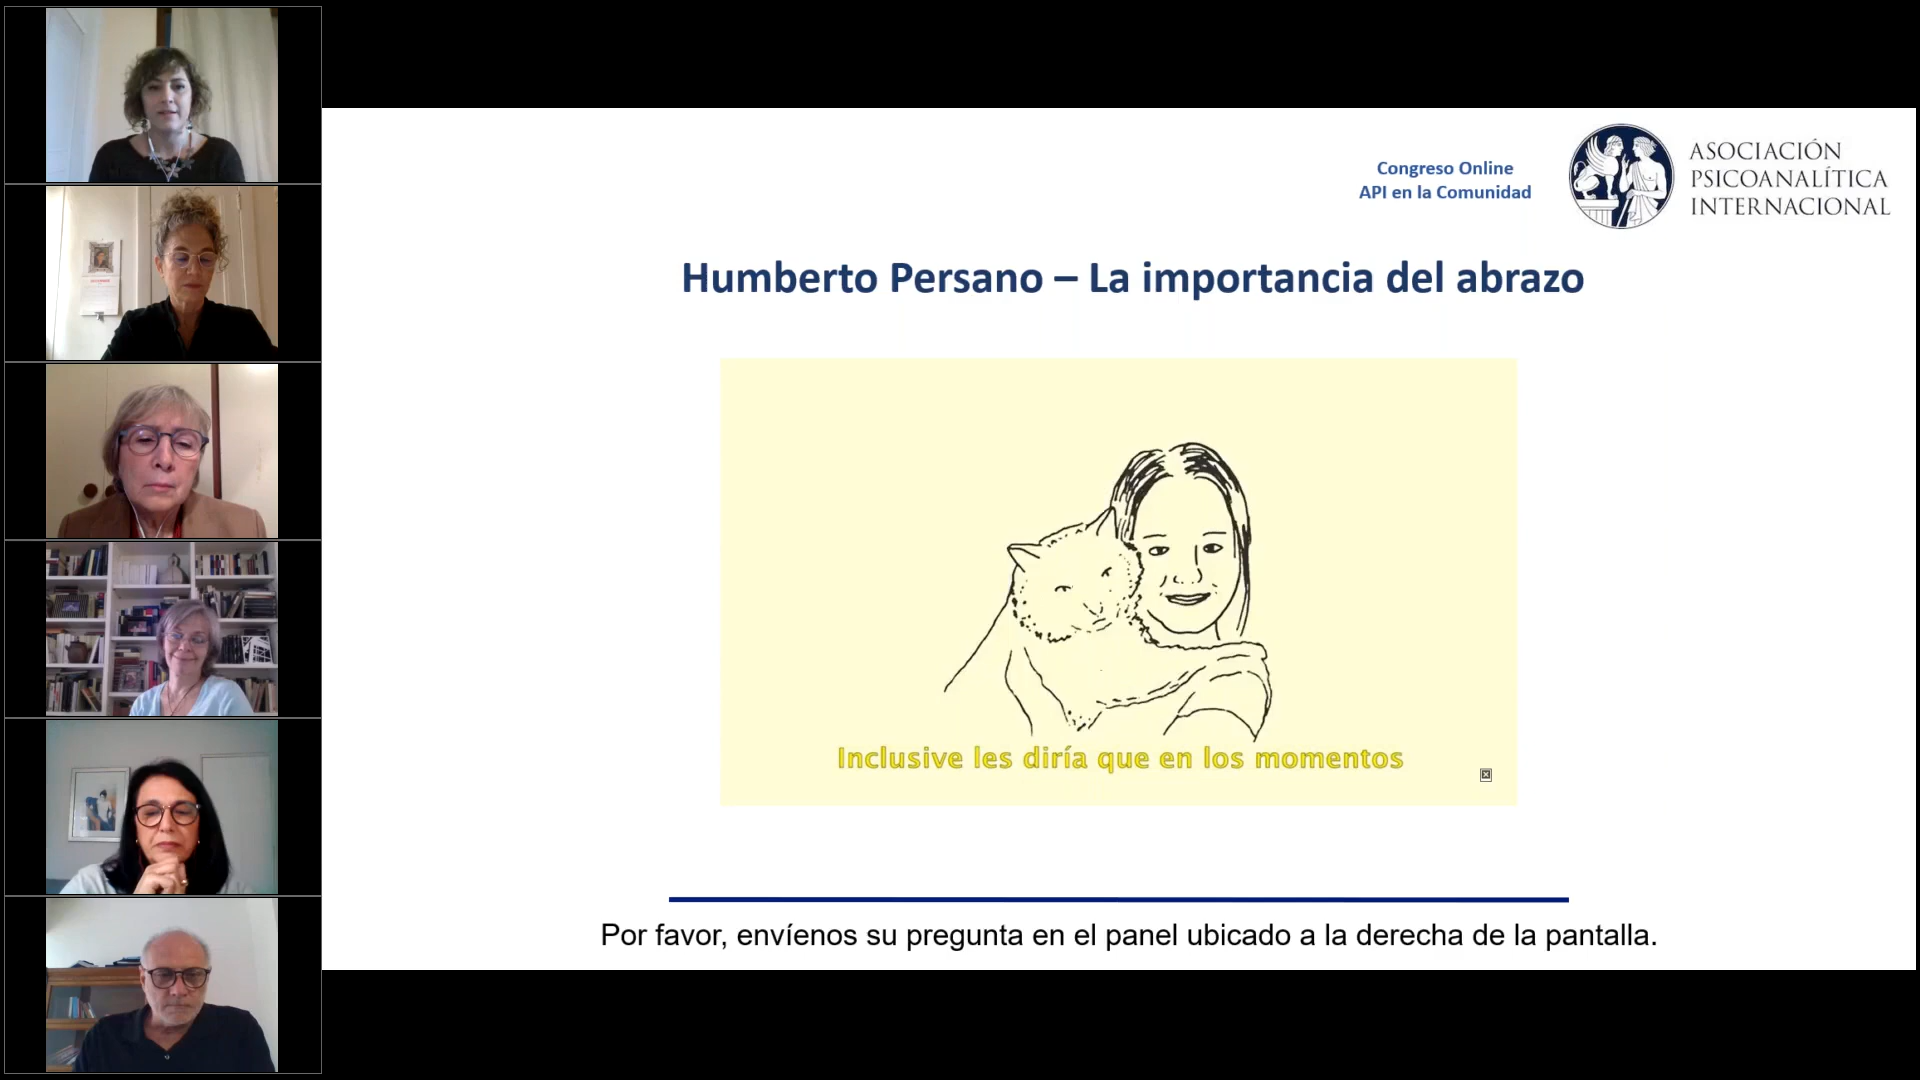 Congreso Online
API en la Comunidad
ASOCIACIÓN
PSICOANALÍTICA
INTERNACIONAL
Humberto Persano – La importancia del abrazo
Inclusive les diría que en los momentos
Por favor, envíenos su pregunta en el panel ubicado a la derecha de la pantalla.